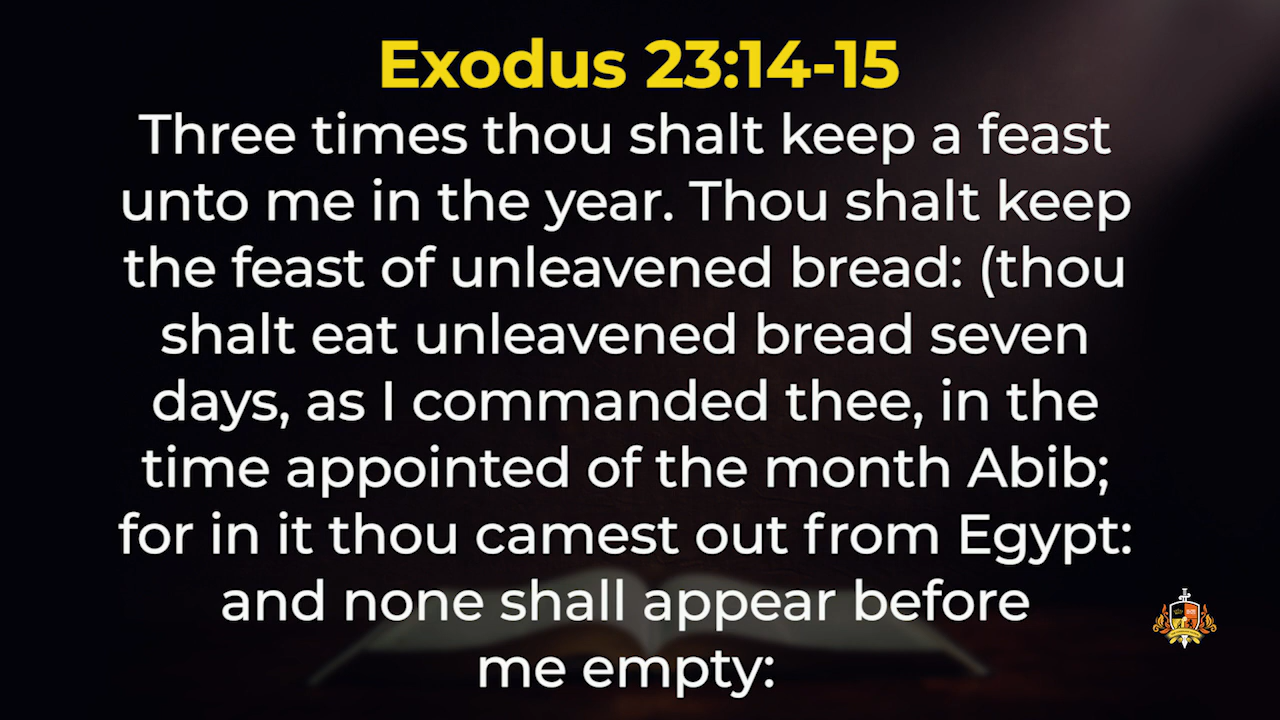 Exodus 23:14-15
Three times thou shalt keep a feast
unto me in the year. Thou shalt keep
the feast of unleavened bread: (thou
shalt eat unleavened bread seven
days, as I commanded thee, in the
time appointed of the month Abib;
for in it thou camest out from Egypt:
and none shall appear before
me empty: